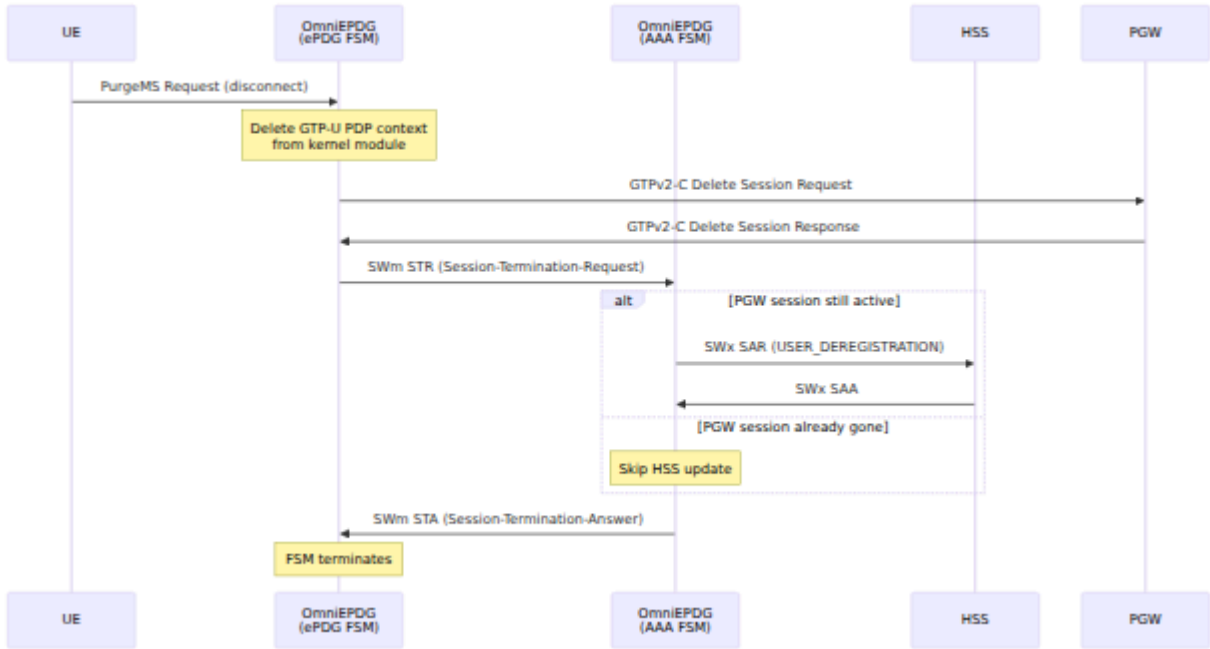 UE
OmniEPDG
(ePDG FSM)
OmniEPDG
(AAA FSM)
HSS
PGW
PurgeMS Request (disconnect)
Delete GTP-U PDP context
from kernel module
GTPv2-C Delete Session Request
GTPv2-C Delete Session Response
SWm STR (Session-Termination-Request)
alt
[PGW session still active]
SWx SAR (USER_DEREGISTRATION)
SWx SAA
[PGW session already gone]
Skip HSS update
SWm STA (Session-Termination-Answer)
FSM terminates
UE
OmniEPDG
(ePDG FSM)
OmniEPDG
(AAA FSM)
HSS
PGW